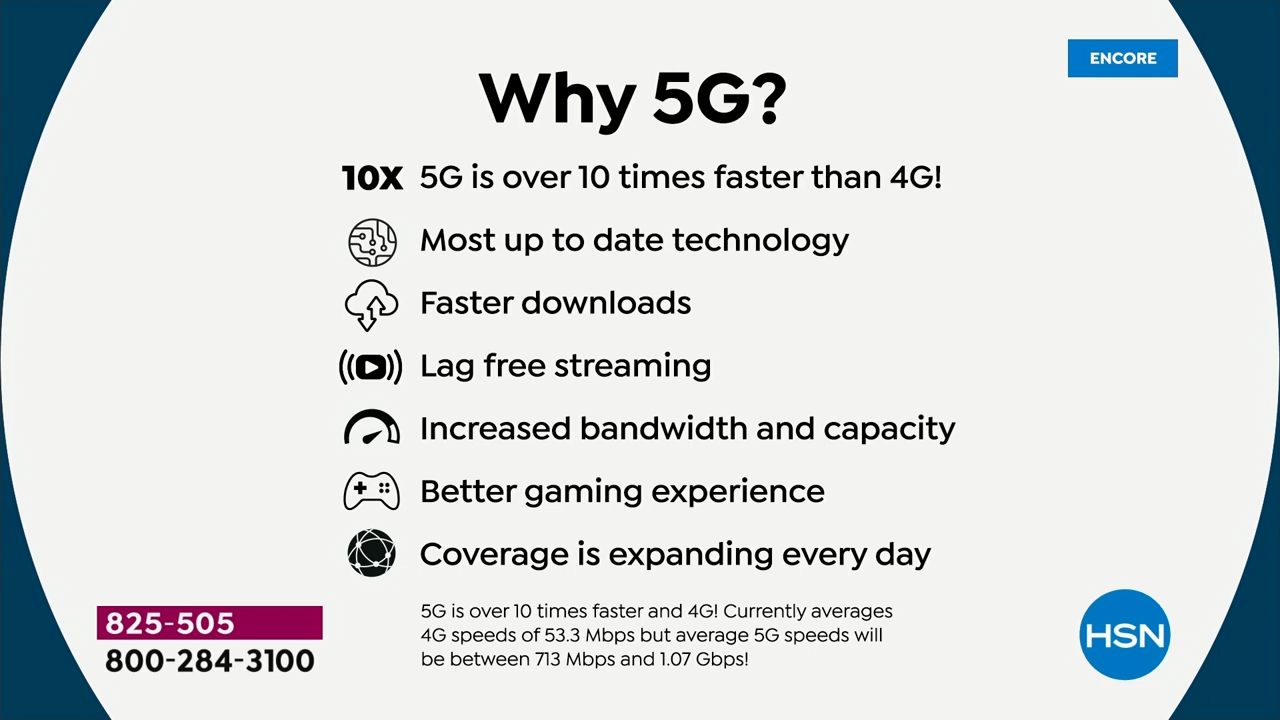 ENCORE
Why 5G?
10X 5G is over 10 times faster than 4G!
Most up to date technology
Faster downloads
Lag free streaming
Increased bandwidth and capacity
Better gaming experience
Coverage is expanding every day
5G is over 10 times faster and 4G! Currently averages
4G speeds of 53.3 Mbps but average 5G speeds will
be between 713 Mbps and 1.07 Gbps!
825-505
800-284-3100
HSN